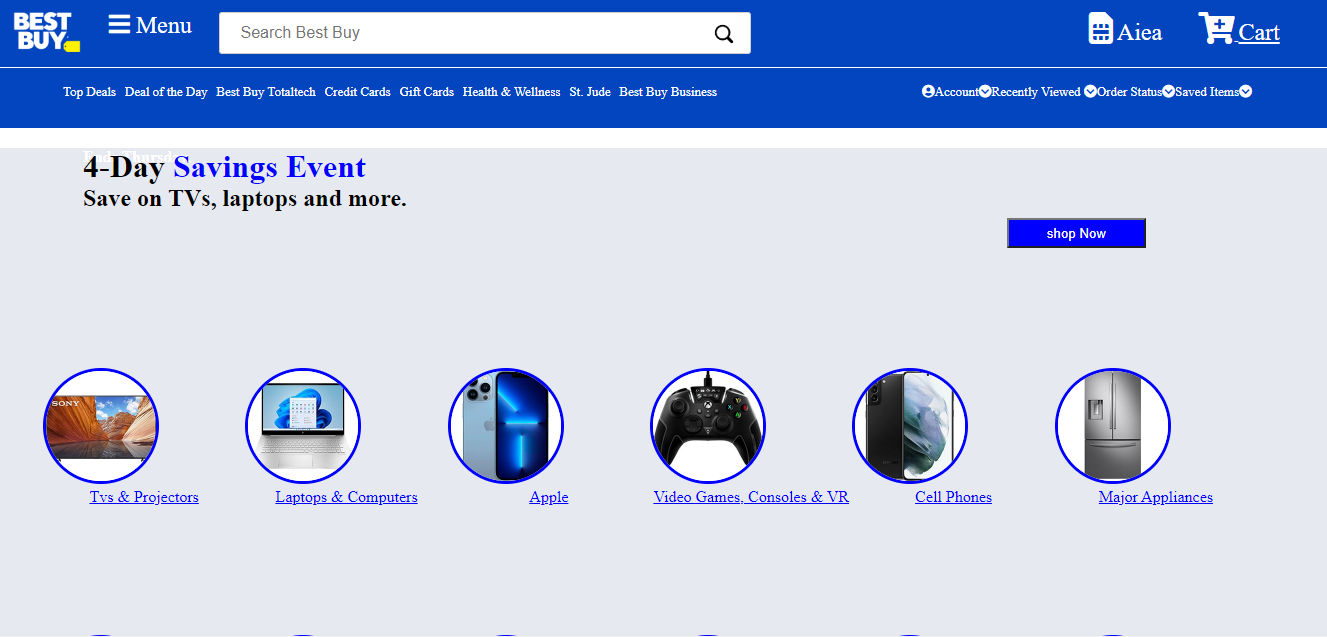 BEST
BUY
Menu
Search Best Buy
Aiea
Cart
Top Deals Deal of the Day Best Buy Totaltech Credit Cards Gift Cards Health & Wellness St. Jude Best Buy Business
Account Recently Viewed Order Status Saved Items
4-Day Savings Event
Save on TVs, laptops and more.
shop Now
SONY
Tvs & Projectors
Laptops & Computers
Apple
Video Games, Consoles & VR
Cell Phones
Major Appliances